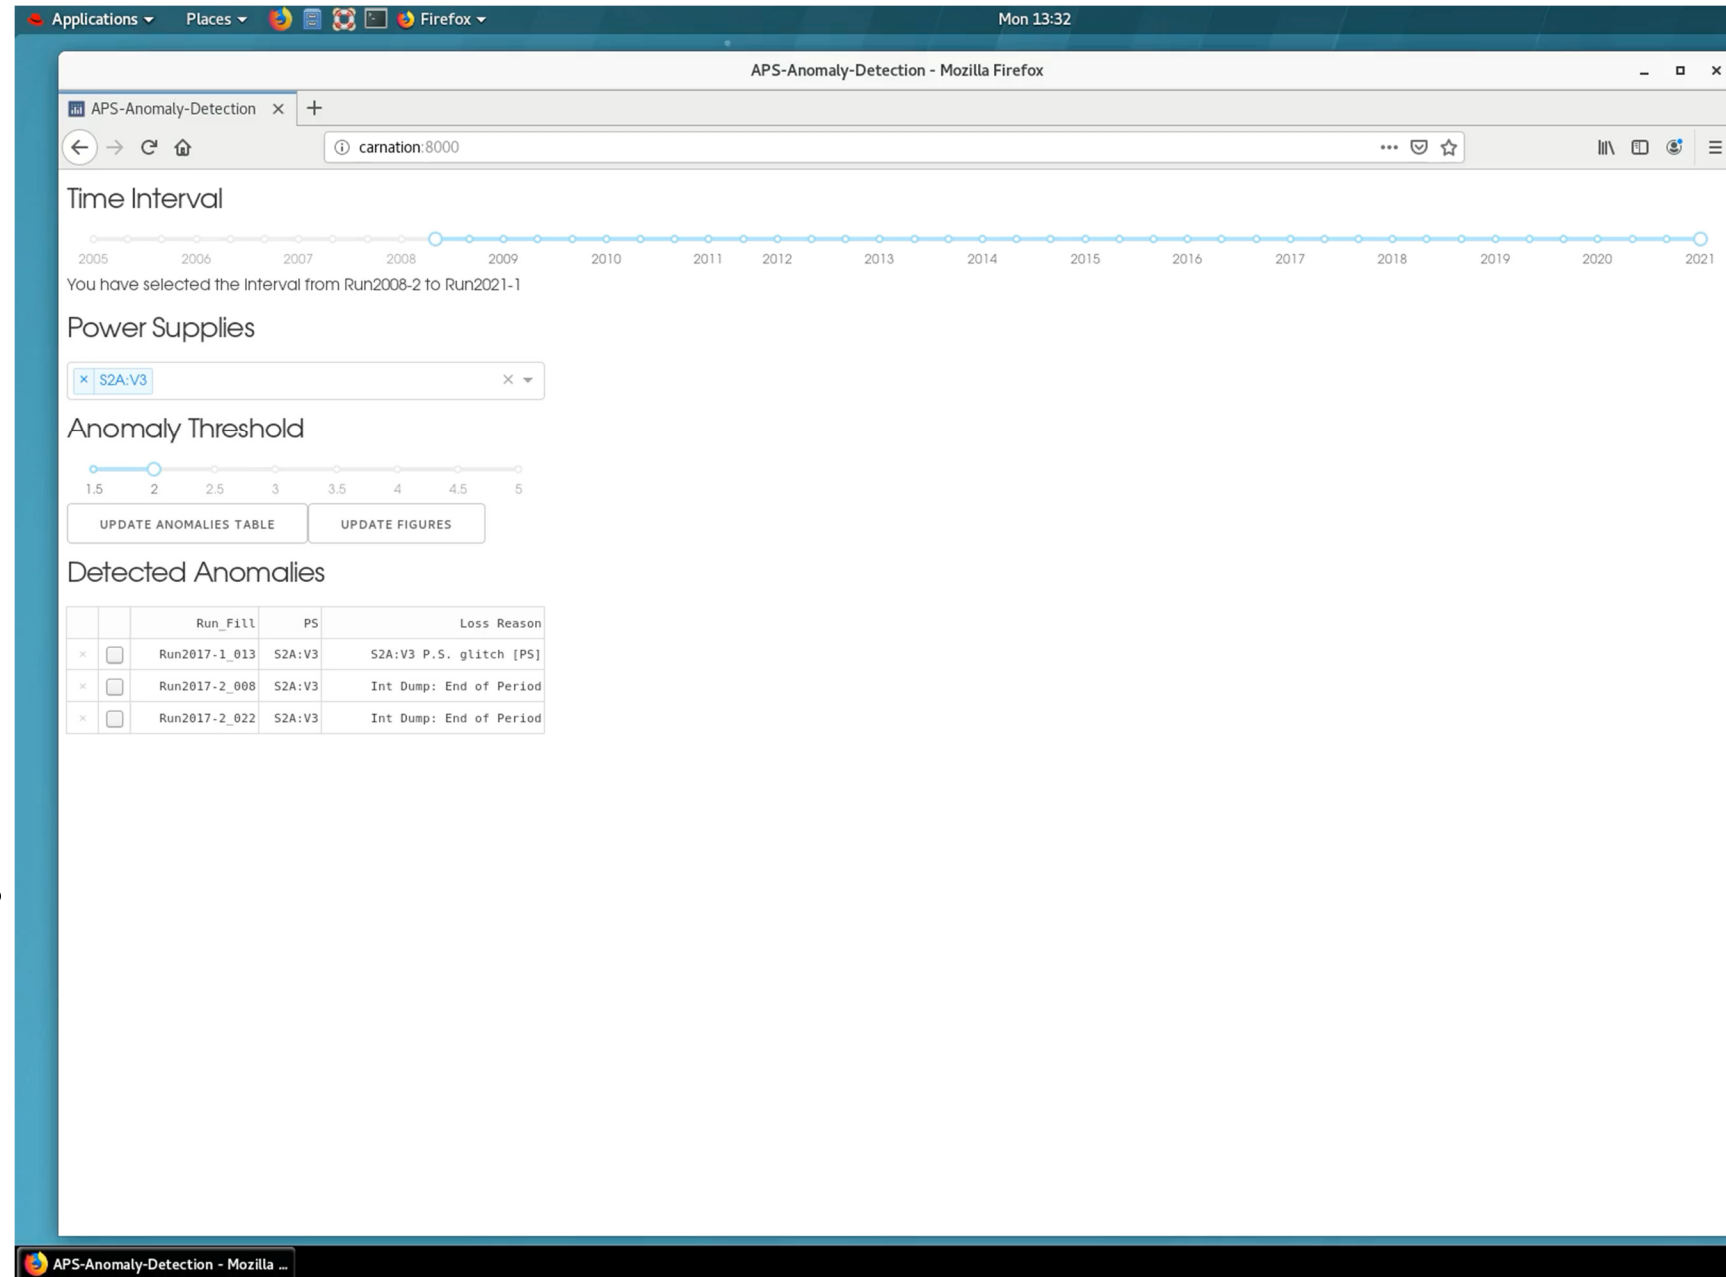 Applications Places Firefox Mon 13:32
APS-Anomaly-Detection - Mozilla Firefox
APS-Anomaly-Detection
carnation:8000
Time Interval
2005 2006 2007 2008 2009 2010 2011 2012 2013 2014 2015 2016 2017 2018 2019 2020 2021
You have selected the Interval from Run2008-2 to Run2021-1
Power Supplies
× S2A:V3
Anomaly Threshold
1.5 2 2.5 3 3.5 4 4.5 5
UPDATE ANOMALIES TABLE UPDATE FIGURES
Detected Anomalies
Run_Fill PS Loss Reason
× Run2017-1_013 S2A:V3 S2A:V3 P.S. glitch [PS]
× Run2017-2_008 S2A:V3 Int Dump: End of Period
× Run2017-2_022 S2A:V3 Int Dump: End of Period
APS-Anomaly-Detection - Mozilla ...